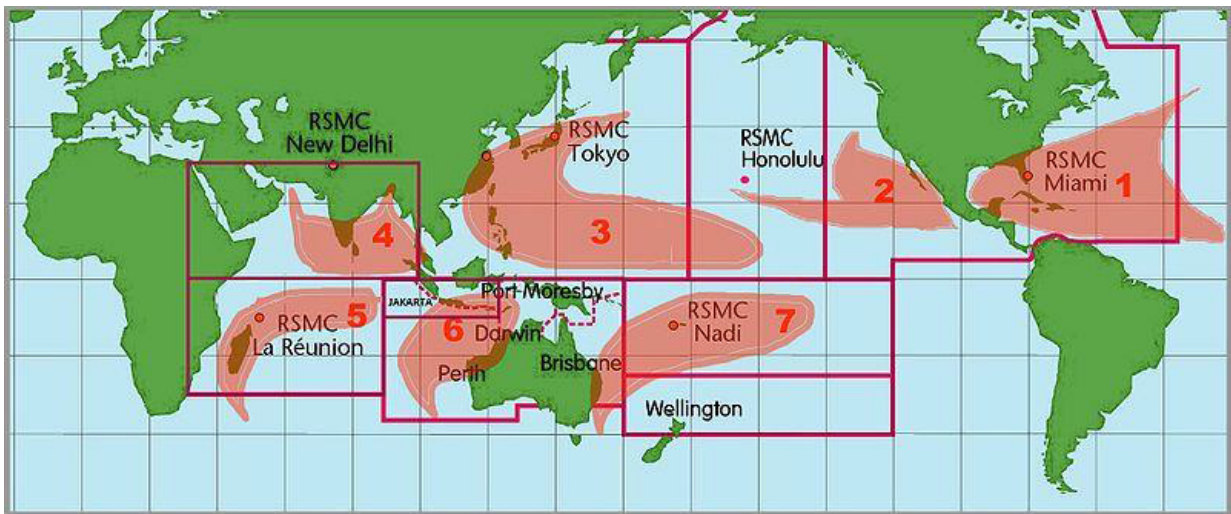 RSMC
New Delhi
RSMC
Tokyo
RSMC
Honolulu
RSMC
Miami
1
2
3
4
5
RSMC
La Réunion
JAKARTA
Port Moresby
6
Darwin
Perth
Brisbane
RSMC
Nadi
7
Wellington